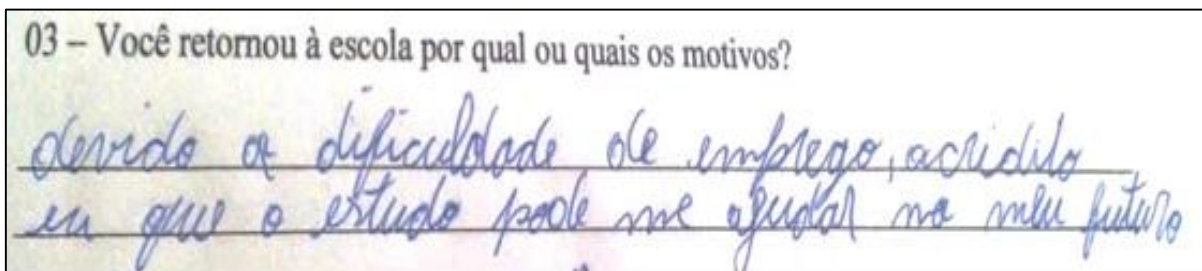 03 – Você retornou à escola por qual ou quais os motivos?
devido a dificuldade de emprego, acridito
eu que o estudo pode me ajudar no meu futuro